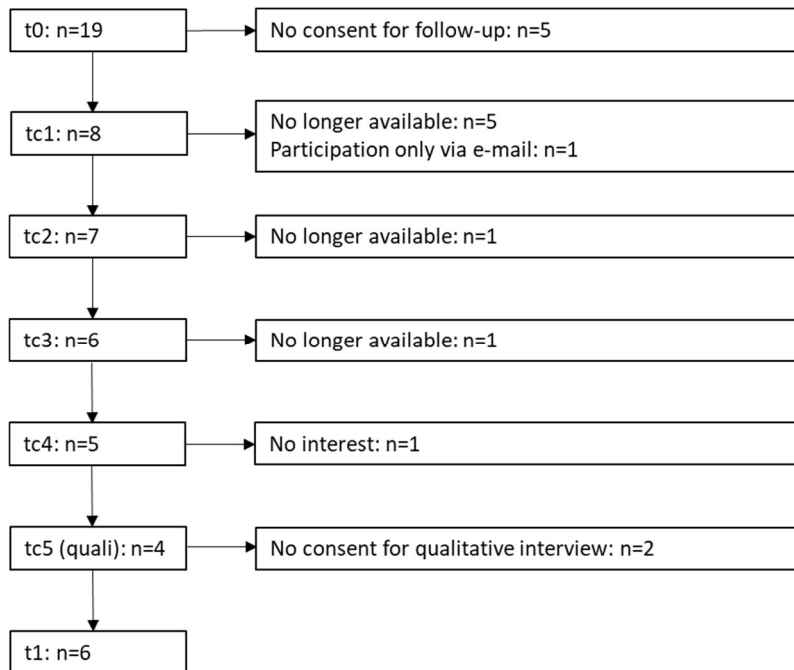 t0: n=19
No consent for follow-up: n=5
tc1: n=8
No longer available: n=5
Participation only via e-mail: n=1
tc2: n=7
No longer available: n=1
tc3: n=6
No longer available: n=1
tc4: n=5
No interest: n=1
tc5 (quali): n=4
No consent for qualitative interview: n=2
t1: n=6